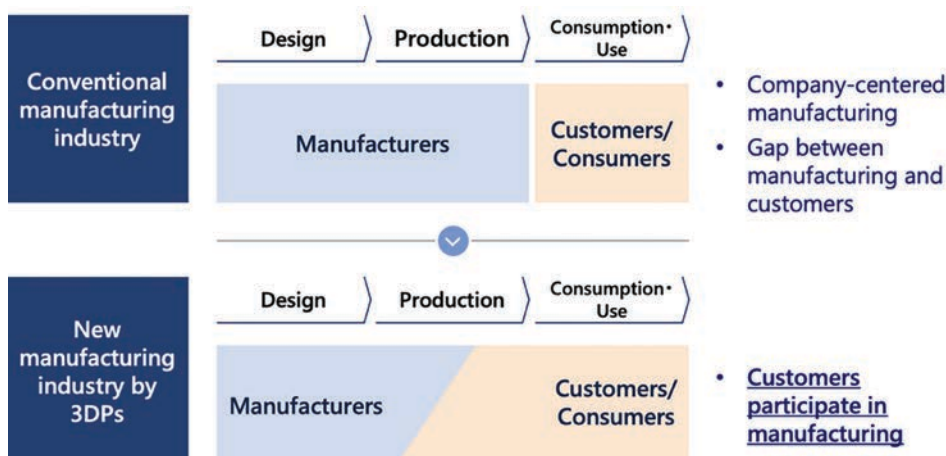 Conventional
manufacturing
industry
Design
Production
Consumption・
Use
Manufacturers
Customers/
Consumers
• Company-centered
manufacturing
• Gap between
manufacturing and
customers
New
manufacturing
industry by
3DPs
Design
Production
Consumption・
Use
Manufacturers
Customers/
Consumers
• Customers
participate in
manufacturing